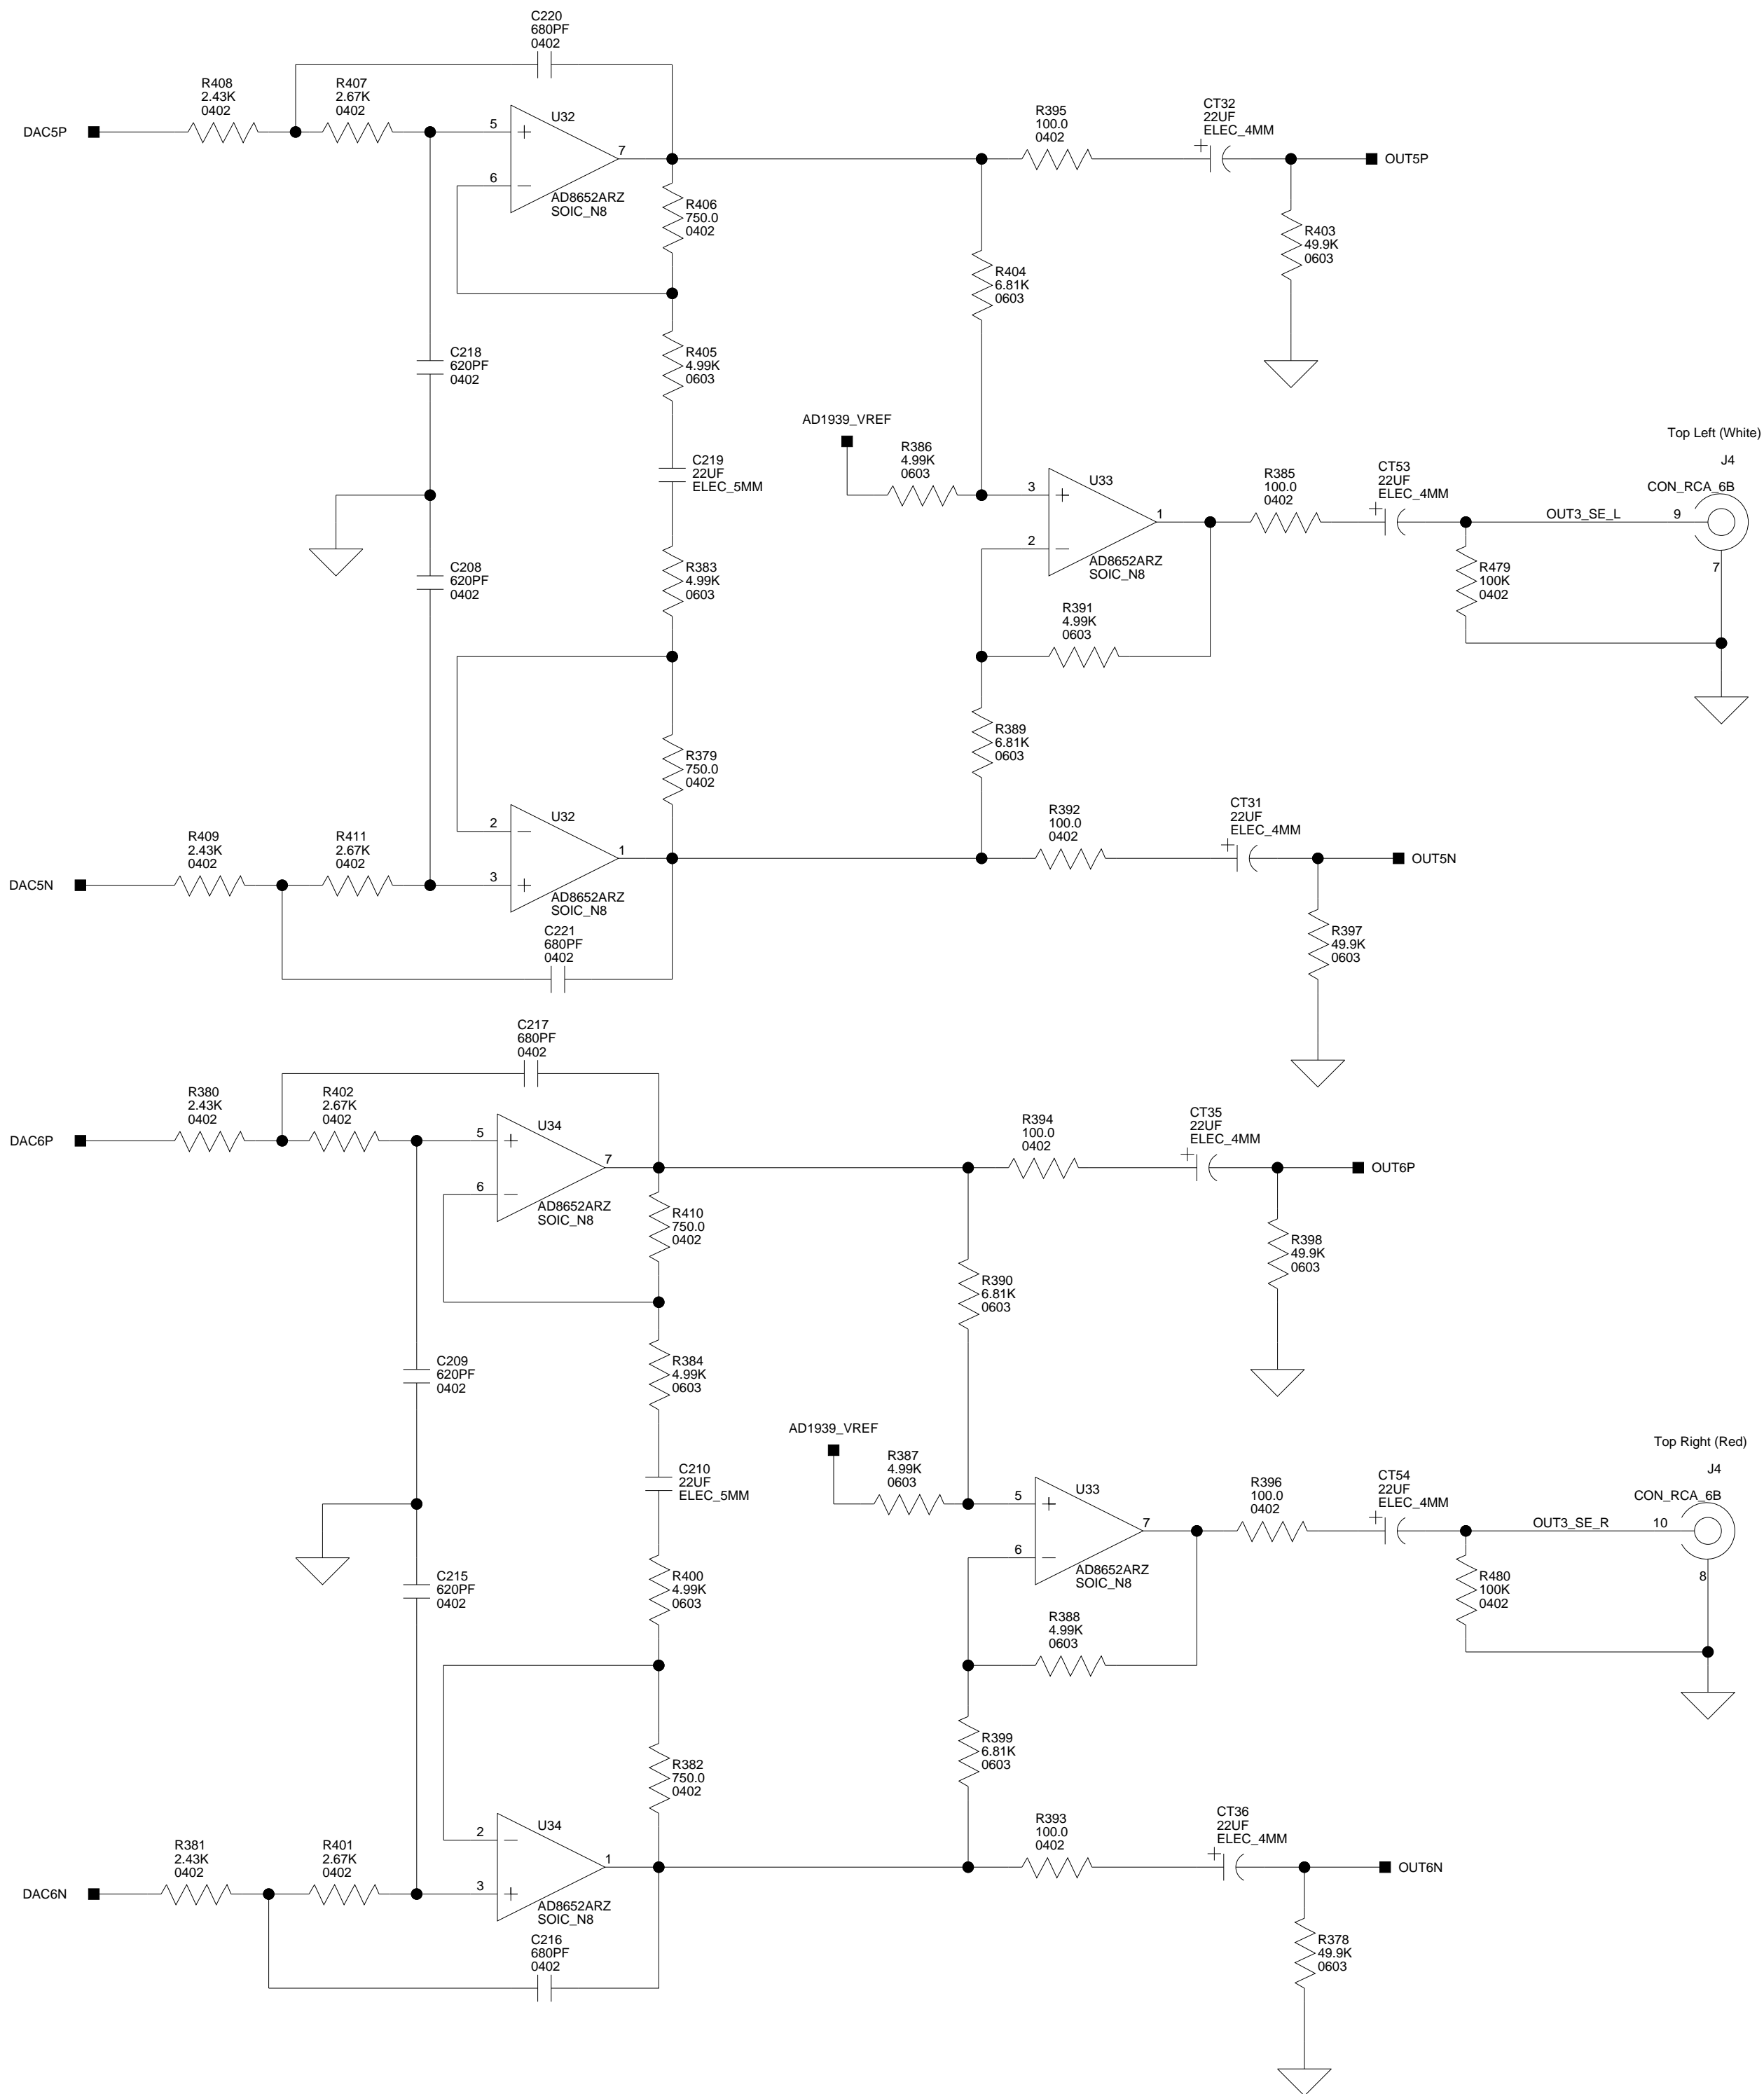 C220
680PF
0402
R408
2.43K
0402
R407
2.67K
0402
DAC5P
5
+
U32
7
6
−
AD8652ARZ
SOIC_N8
R406
750.0
0402
R395
100.0
0402
CT32
22UF
ELEC_4MM
+
OUT5P
R403
49.9K
0603
R404
6.81K
0603
C218
620PF
0402
R405
4.99K
0603
AD1939_VREF
R386
4.99K
0603
C219
22UF
ELEC_5MM
3
+
U33
1
2
−
AD8652ARZ
SOIC_N8
R385
100.0
0402
CT53
22UF
ELEC_4MM
+
Top Left (White)
J4
CON_RCA_6B
OUT3_SE_L
9
7
R479
100K
0402
C208
620PF
0402
R383
4.99K
0603
R391
4.99K
0603
R389
6.81K
0603
R379
750.0
0402
R409
2.43K
0402
R411
2.67K
0402
DAC5N
2
−
U32
1
3
+
AD8652ARZ
SOIC_N8
C221
680PF
0402
R392
100.0
0402
CT31
22UF
ELEC_4MM
+
OUT5N
R397
49.9K
0603
C217
680PF
0402
R380
2.43K
0402
R402
2.67K
0402
DAC6P
5
+
U34
7
6
−
AD8652ARZ
SOIC_N8
R410
750.0
0402
R394
100.0
0402
CT35
22UF
ELEC_4MM
+
OUT6P
R398
49.9K
0603
R390
6.81K
0603
C209
620PF
0402
R384
4.99K
0603
AD1939_VREF
R387
4.99K
0603
C210
22UF
ELEC_5MM
5
+
U33
7
6
−
AD8652ARZ
SOIC_N8
R396
100.0
0402
CT54
22UF
ELEC_4MM
+
Top Right (Red)
J4
CON_RCA_6B
OUT3_SE_R
10
8
R480
100K
0402
C215
620PF
0402
R400
4.99K
0603
R388
4.99K
0603
R399
6.81K
0603
R382
750.0
0402
R381
2.43K
0402
R401
2.67K
0402
DAC6N
2
−
U34
1
3
+
AD8652ARZ
SOIC_N8
C216
680PF
0402
R393
100.0
0402
CT36
22UF
ELEC_4MM
+
OUT6N
R378
49.9K
0603